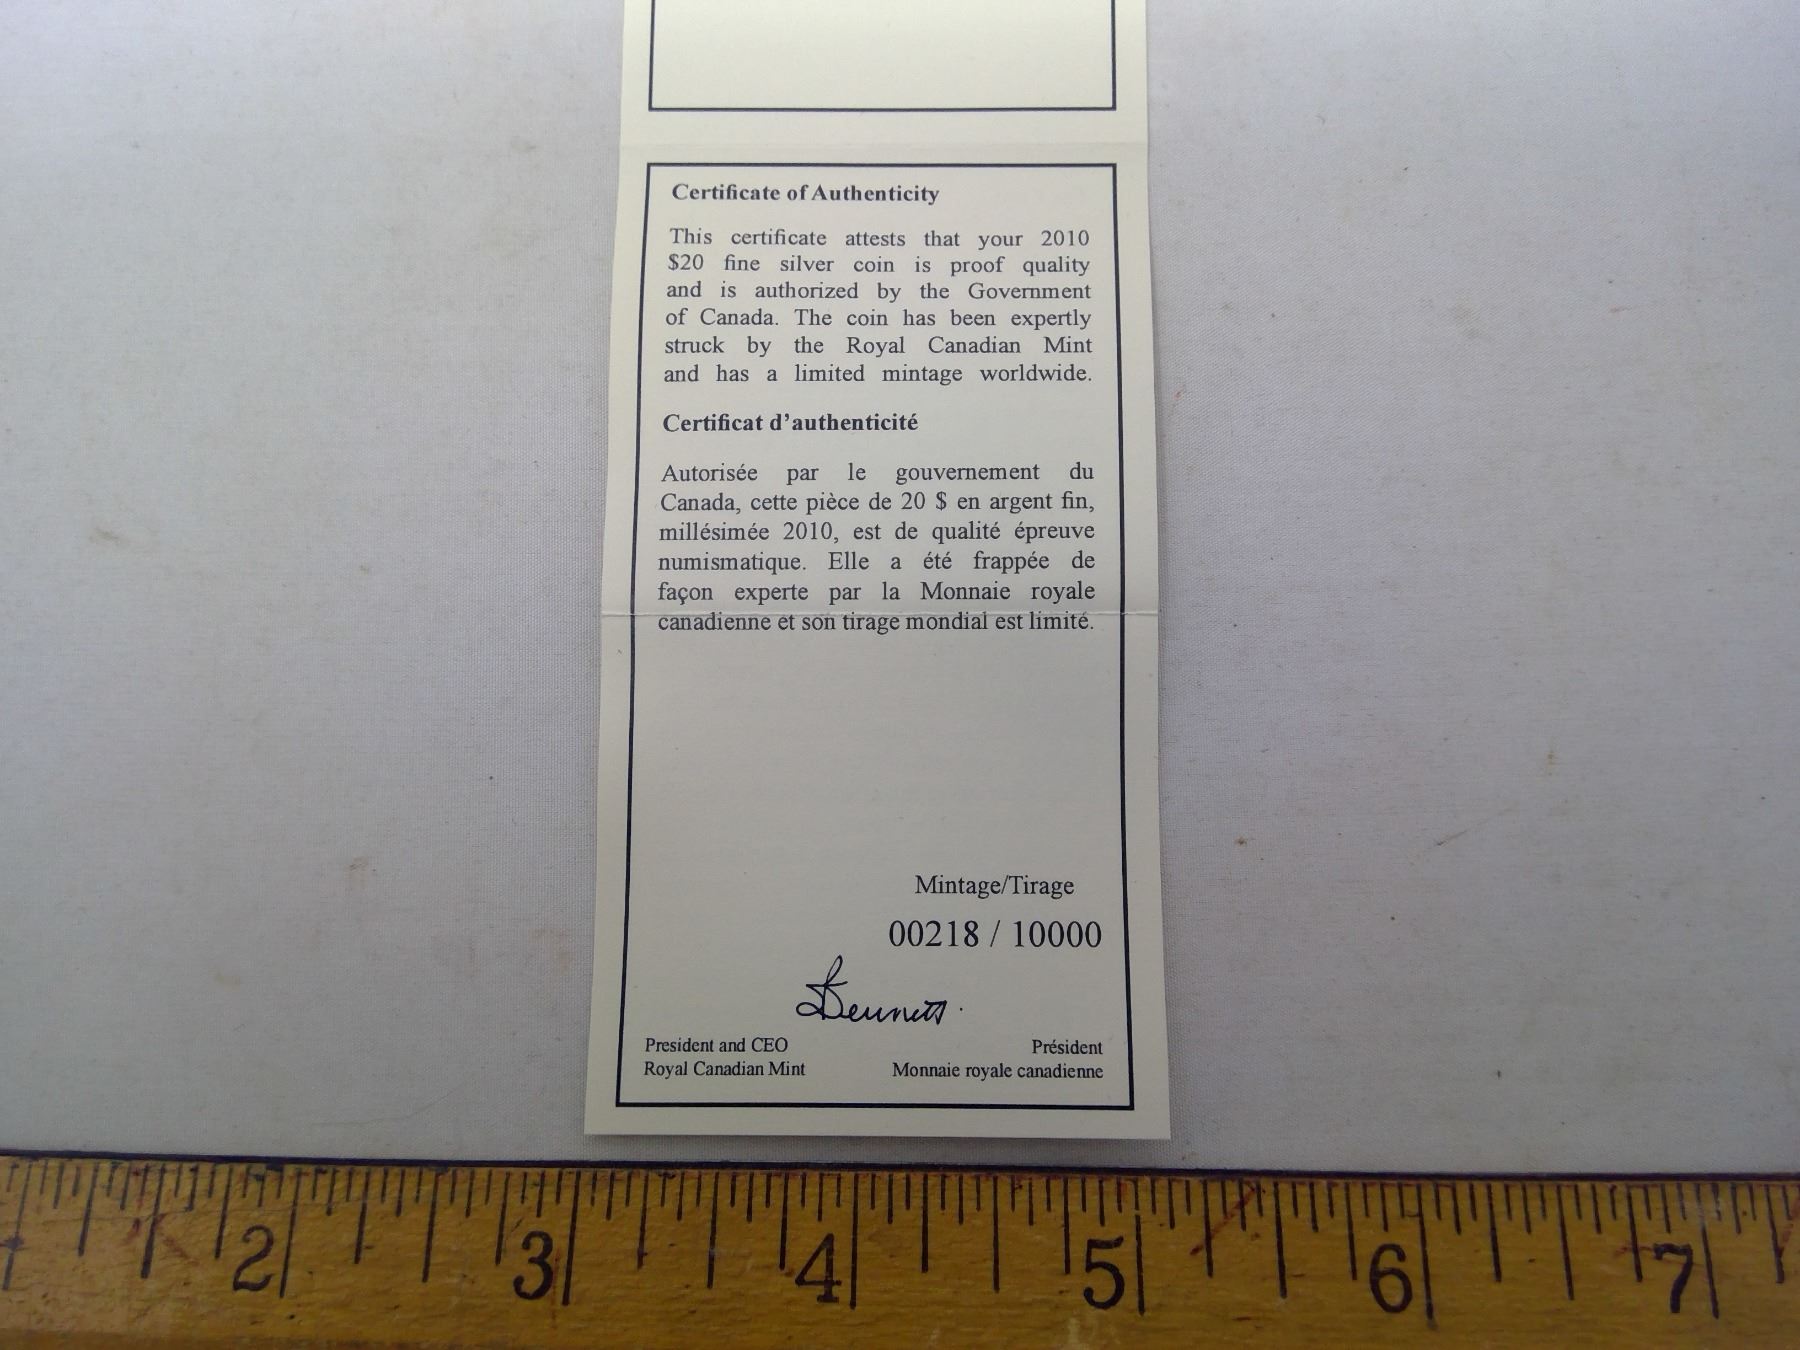 Certificate of Authenticity
This certificate attests that your 2010
$20 fine silver coin is proof quality
and is authorized by the Government
of Canada. The coin has been expertly
struck by the Royal Canadian Mint
and has a limited mintage worldwide.
Certificat d'authenticité
Autorisée par le gouvernement du
Canada, cette pièce de 20 $ en argent fin,
millésimée 2010, est de qualité épreuve
numismatique. Elle a été frappée de
façon experte par la Monnaie royale
canadienne et son tirage mondial est limité.
Mintage/Tirage
00218 / 10000
Bennett
President and CEO
Royal Canadian Mint
Président
Monnaie royale canadienne
2 3 4 5 6 7